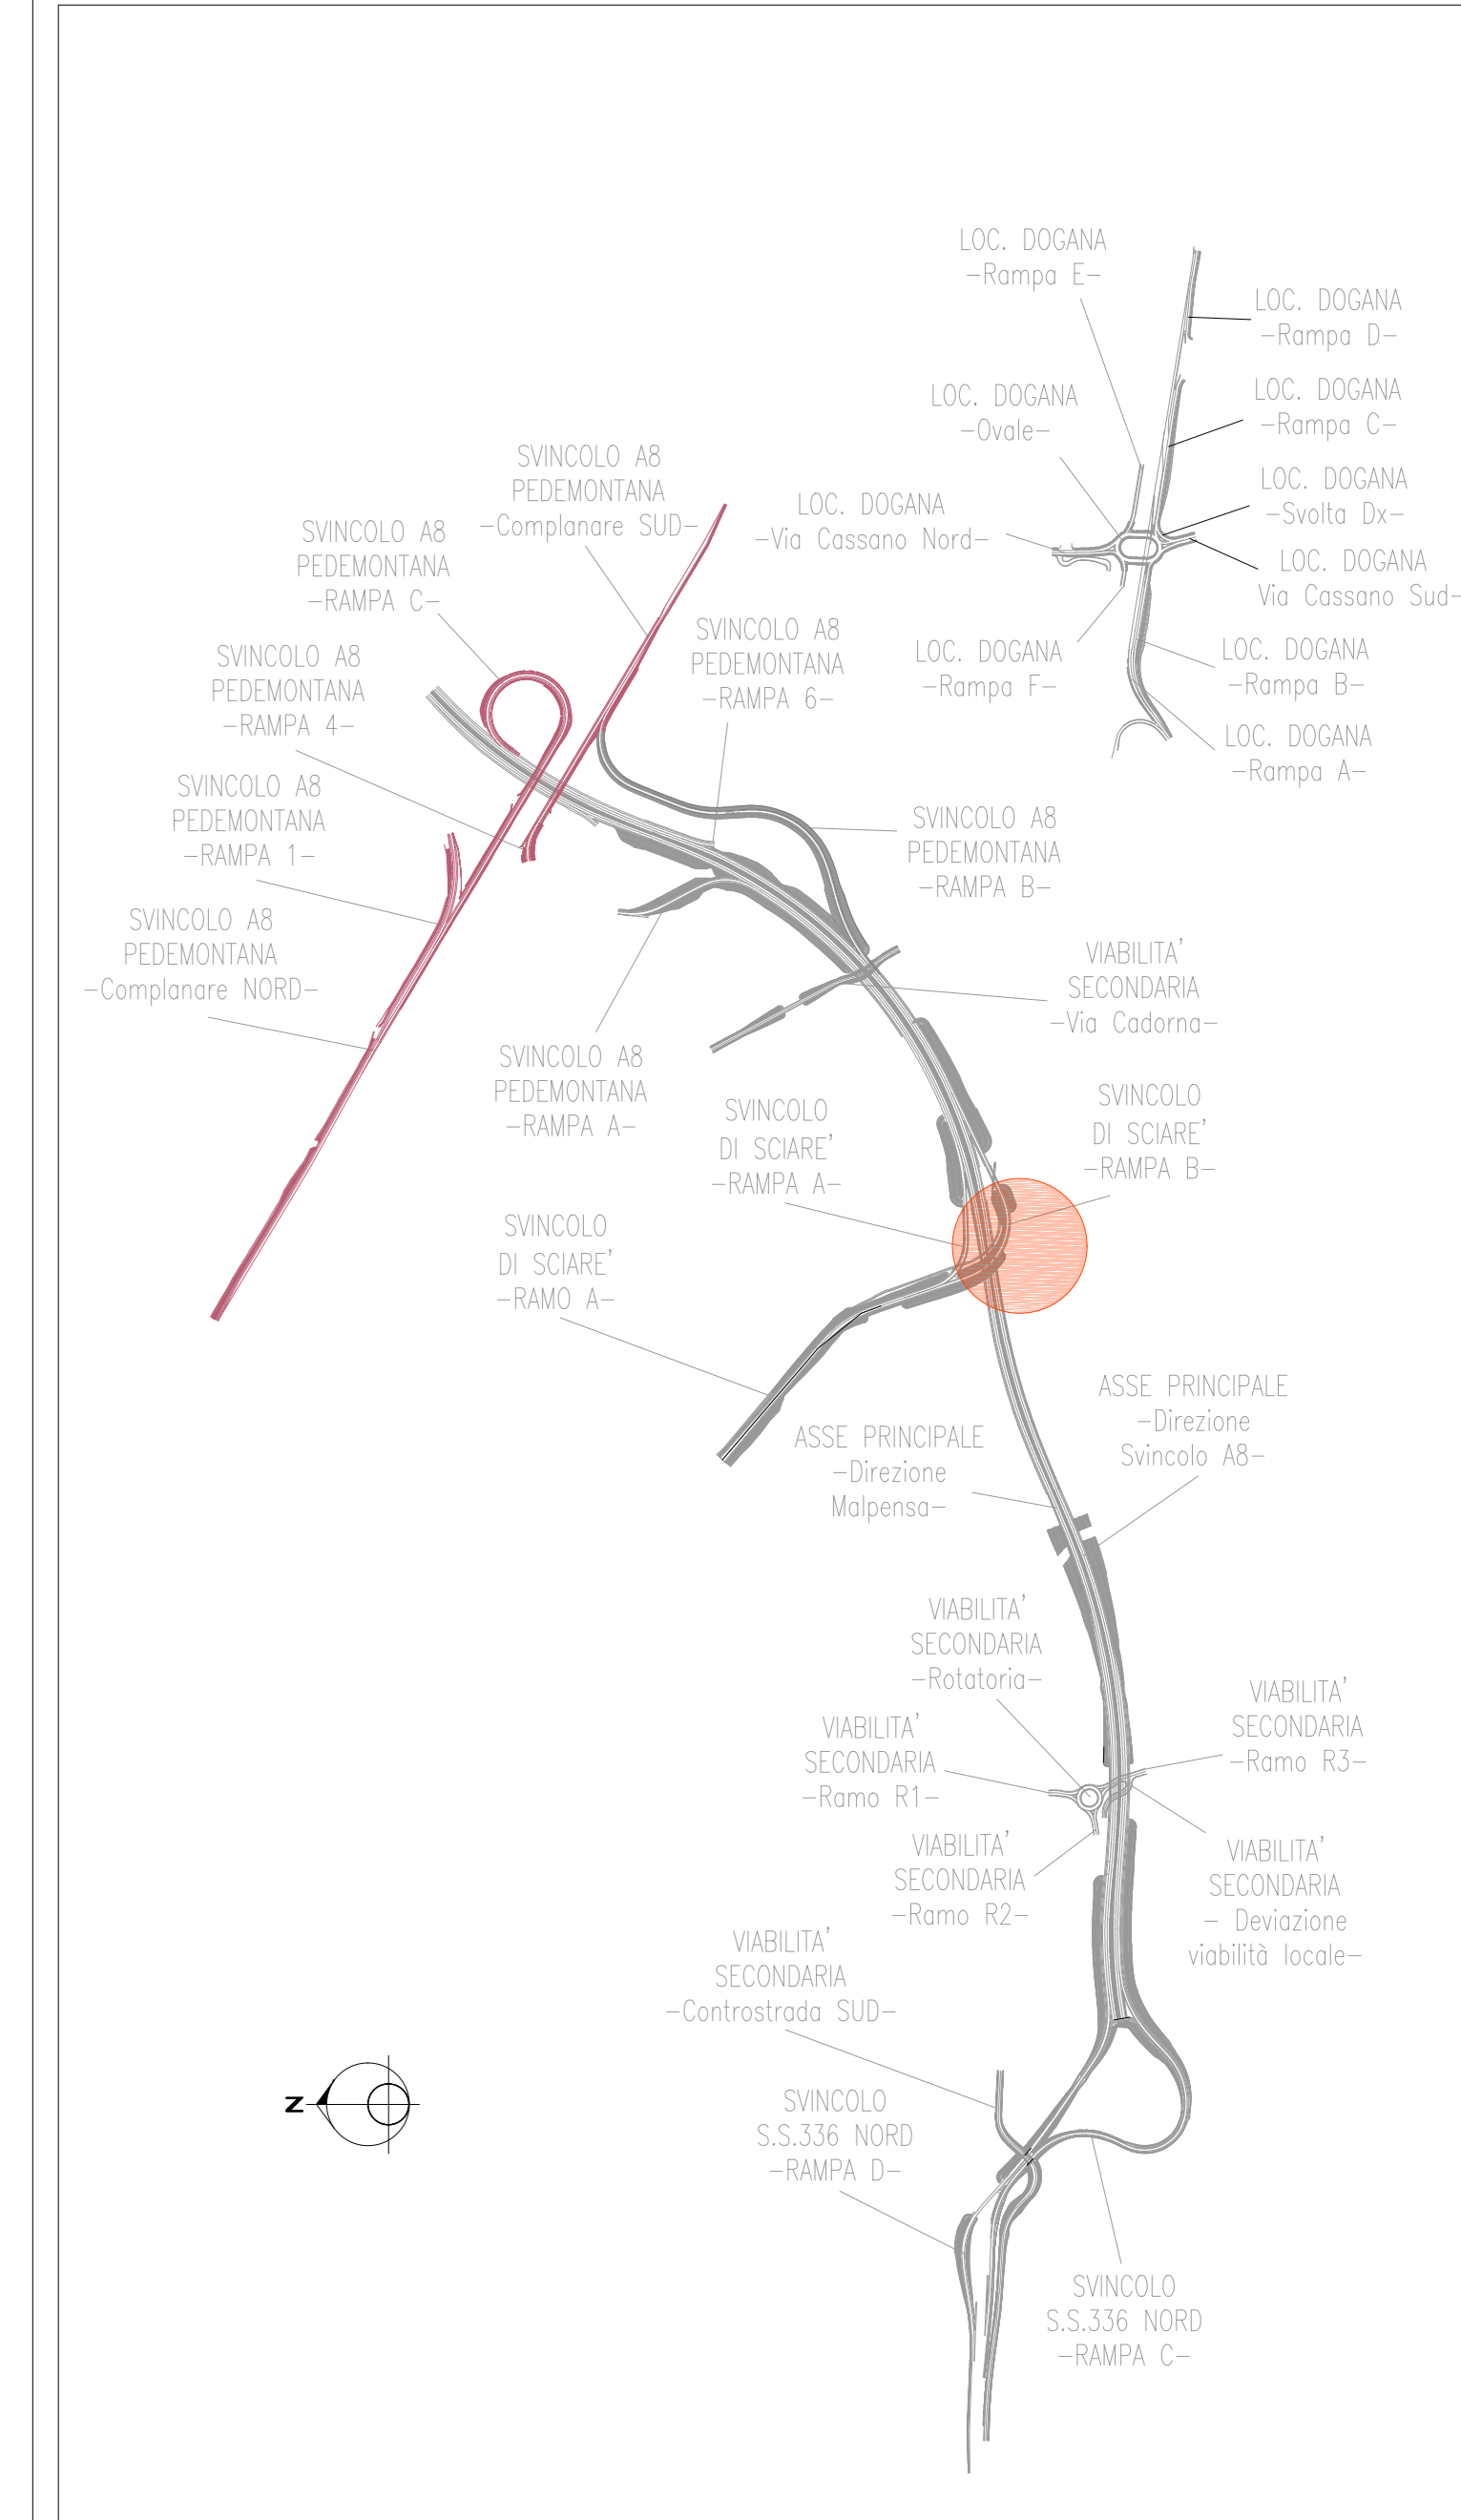 LOC. DOGANA
-Rampa E-
LOC. DOGANA
-Rampa D-
LOC. DOGANA
-Ovale-
LOC. DOGANA
-Rampa C-
SVINCOLO A8
PEDEMONTANA
-Complanare SUD-
LOC. DOGANA
-Svolta Dx-
LOC. DOGANA
-Via Cassano Nord-
SVINCOLO A8
PEDEMONTANA
-RAMPA C-
LOC. DOGANA
Via Cassano Sud-
SVINCOLO A8
PEDEMONTANA
-RAMPA 6-
LOC. DOGANA
-Rampa F-
LOC. DOGANA
-Rampa B-
SVINCOLO A8
PEDEMONTANA
-RAMPA 4-
LOC. DOGANA
-Rampa A-
SVINCOLO A8
PEDEMONTANA
-RAMPA 1-
SVINCOLO A8
PEDEMONTANA
-RAMPA B-
SVINCOLO A8
PEDEMONTANA
-Complanare NORD-
VIABILITA'
SECONDARIA
-Via Cadorna-
SVINCOLO A8
PEDEMONTANA
-RAMPA A-
SVINCOLO
DI SCIARE'
-RAMPA A-
SVINCOLO
DI SCIARE'
-RAMPA B-
SVINCOLO
DI SCIARE'
-RAMO A-
ASSE PRINCIPALE
-Direzione
Svincolo A8-
ASSE PRINCIPALE
-Direzione
Malpensa-
VIABILITA'
SECONDARIA
-Rotatoria-
VIABILITA'
SECONDARIA
-Ramo R3-
VIABILITA'
SECONDARIA
-Ramo R1-
VIABILITA'
SECONDARIA
-Ramo R2-
VIABILITA'
SECONDARIA
- Deviazione
viabilità locale-
VIABILITA'
SECONDARIA
-Controstrada SUD-
N
SVINCOLO
S.S.336 NORD
-RAMPA D-
SVINCOLO
S.S.336 NORD
-RAMPA C-